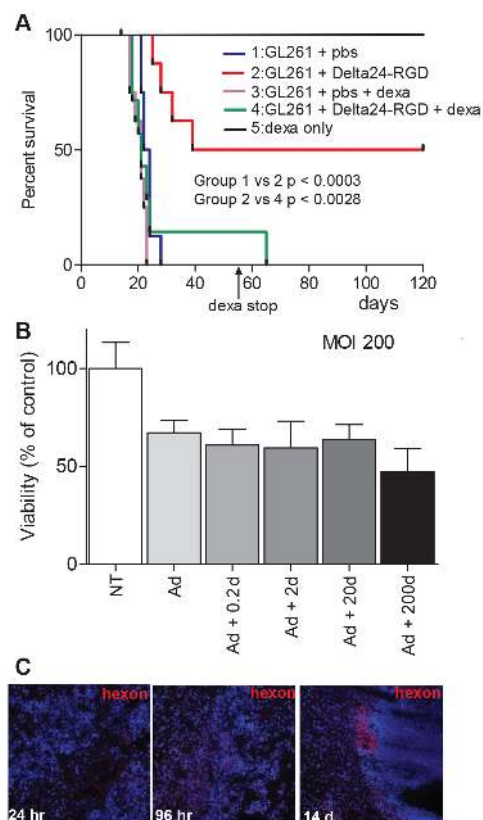 A
Percent survival
100
50
0
1:GL261 + pbs
2:GL261 + Delta24-RGD
3:GL261 + pbs + dexa
4:GL261 + Delta24-RGD + dexa
5:dexa only
Group 1 vs 2 p < 0.0003
Group 2 vs 4 p < 0.0028
0
20
40
60
80
100
120
dexa stop
days
B
MOI 200
Viability (% of control)
100
50
0
NT
Ad
Ad + 0.2d
Ad + 2d
Ad + 20d
Ad + 200d
C
hexon
hexon
hexon
24 hr
96 hr
14 d